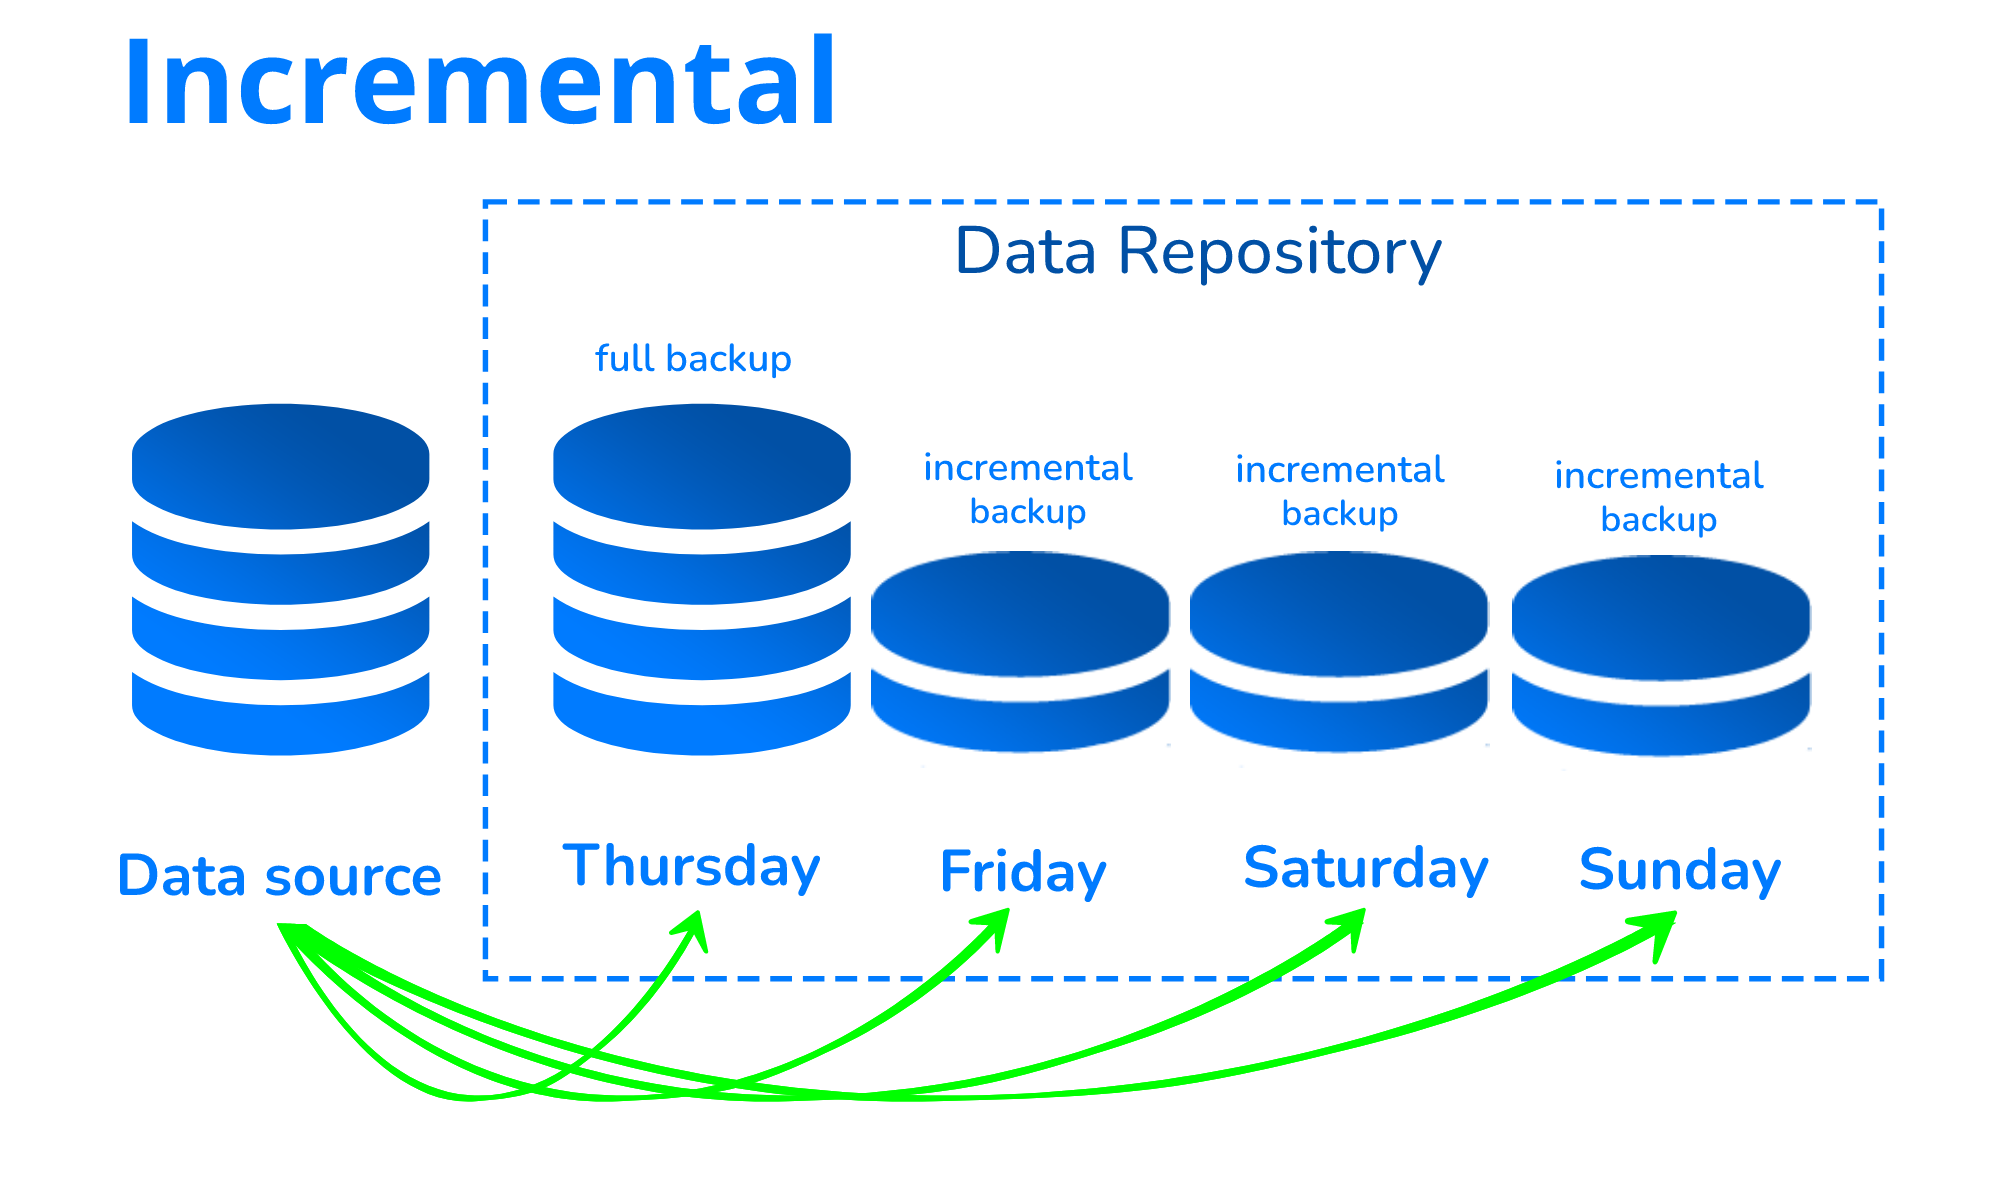 Incremental
Data Repository
full backup
incremental
backup
incremental
backup
incremental
backup
Data source
Thursday
Friday
Saturday
Sunday